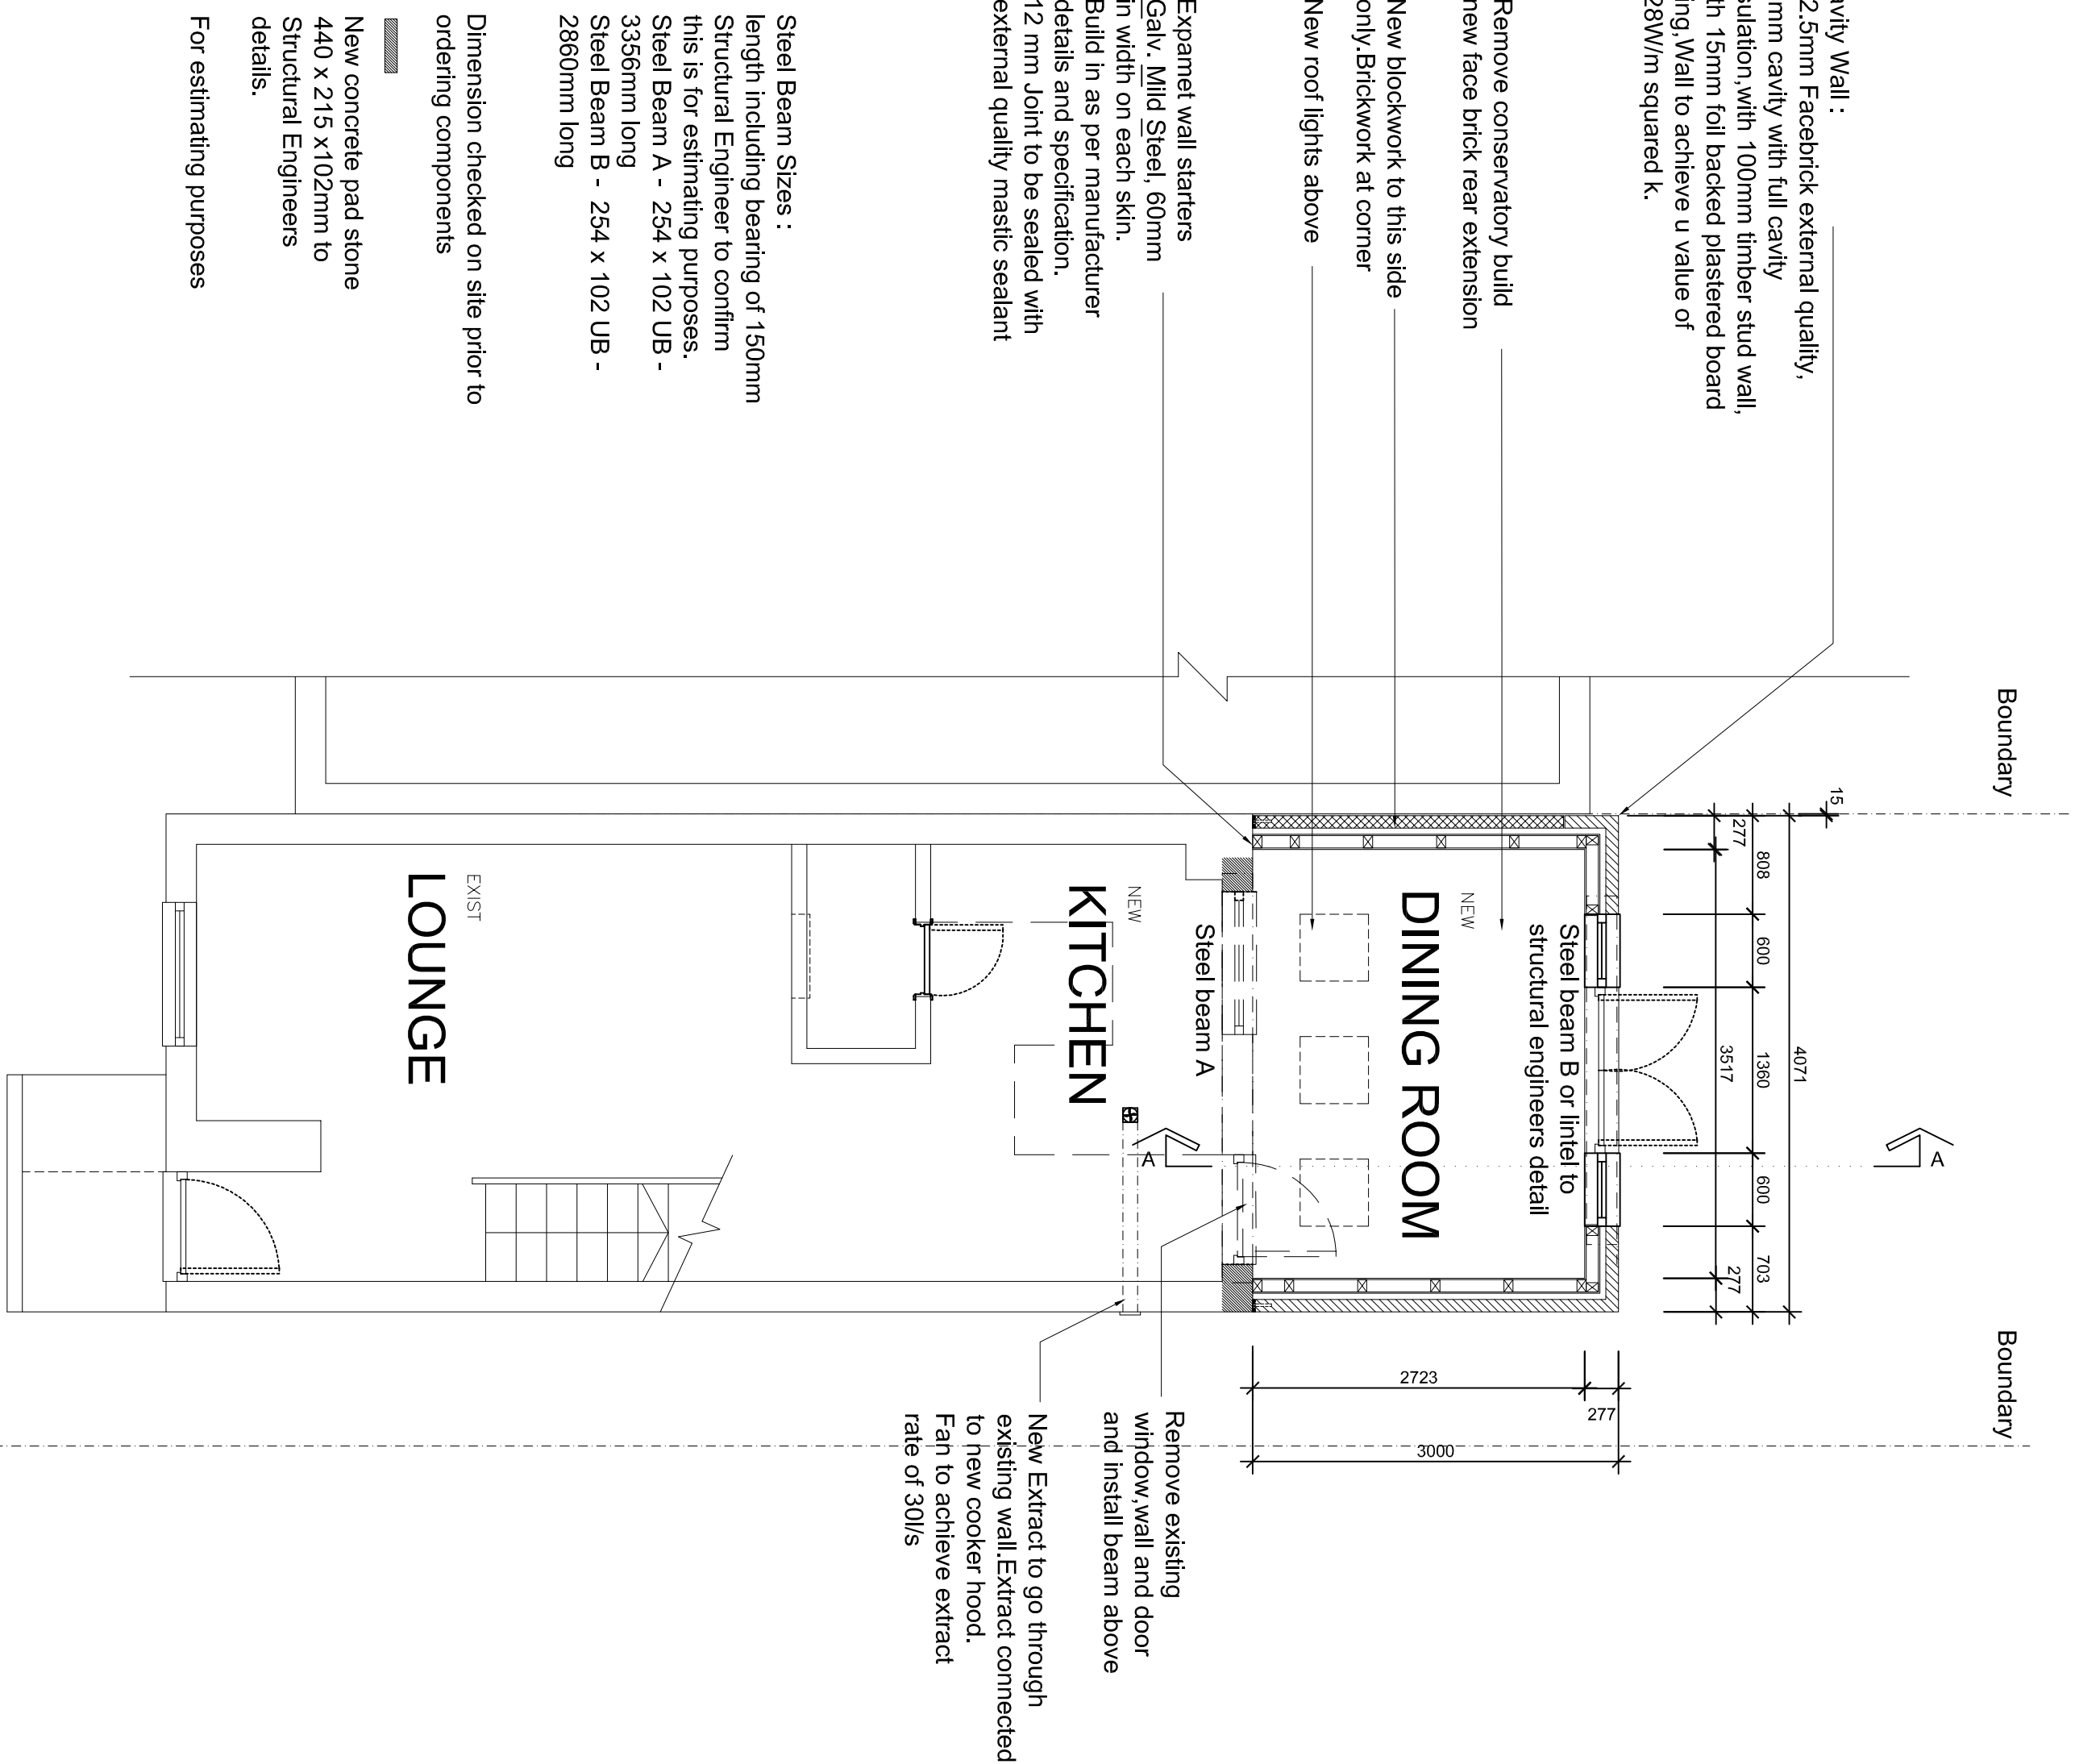 Boundary
Boundary
avity Wall :
2.5mm Facebrick external quality,
mm cavity with full cavity
sulation,with 100mm timber stud wall,
th 15mm foil backed plastered board
ing,Wall to achieve u value of
28W/m squared k.
Remove conservatory build
new face brick rear extension
New blockwork to this side
only.Brickwork at corner
New roof lights above
Expamet wall starters
Galv. Mild Steel, 60mm
in width on each skin.
Build in as per manufacturer
details and specification.
12 mm Joint to be sealed with
external quality mastic sealant
Steel Beam Sizes :
length including bearing of 150mm
Structural Engineer to confirm
this is for estimating purposes.
Steel Beam A - 254 x 102 UB -
3356mm long
Steel Beam B - 254 x 102 UB -
2860mm long
Dimension checked on site prior to
ordering components
New concrete pad stone
440 x 215 x102mm to
Structural Engineers
details.
For estimating purposes
15
4071
808
600
1360
600
703
277
3517
277
A
Steel beam B or lintel to
structural engineers detail
NEW
DINING ROOM
Steel beam A
A
NEW
KITCHEN
EXIST
LOUNGE
2723
277
3000
Remove existing
window,wall and door
and install beam above
New Extract to go through
existing wall.Extract connected
to new cooker hood.
Fan to achieve extract
rate of 30l/s